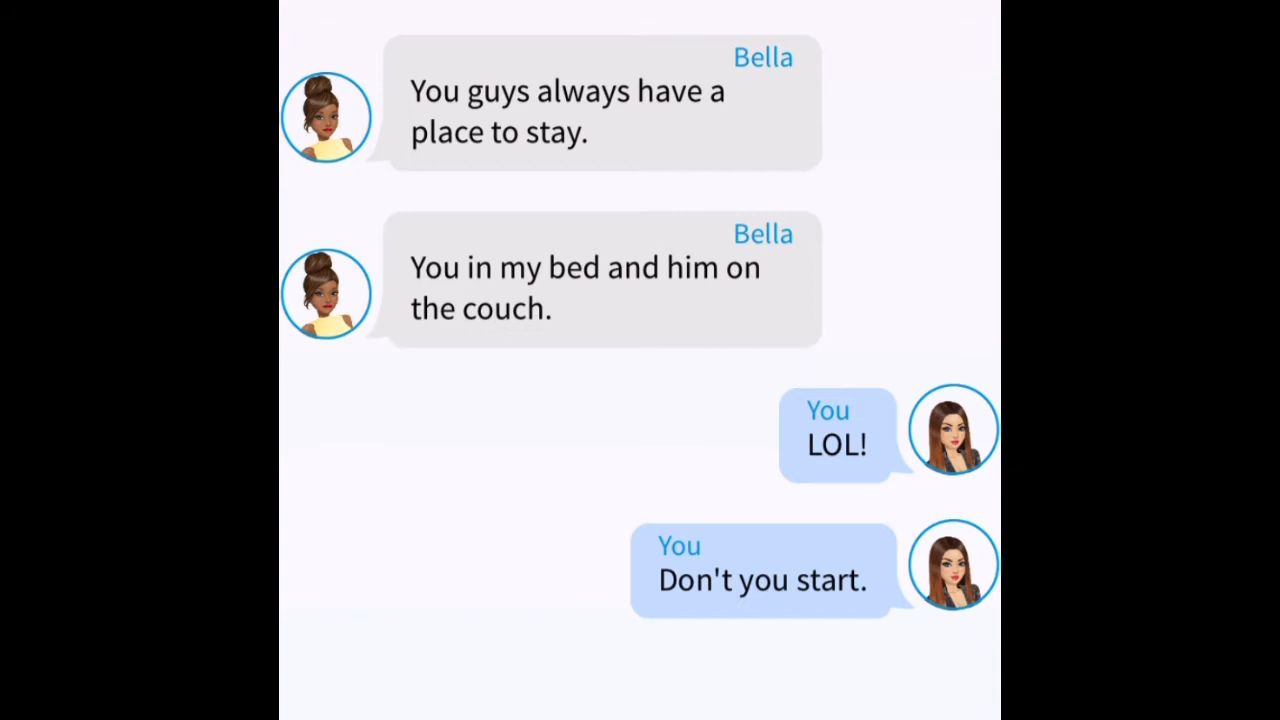 Bella
You guys always have a
place to stay.
Bella
You in my bed and him on
the couch.
You
LOL!
You
Don't you start.